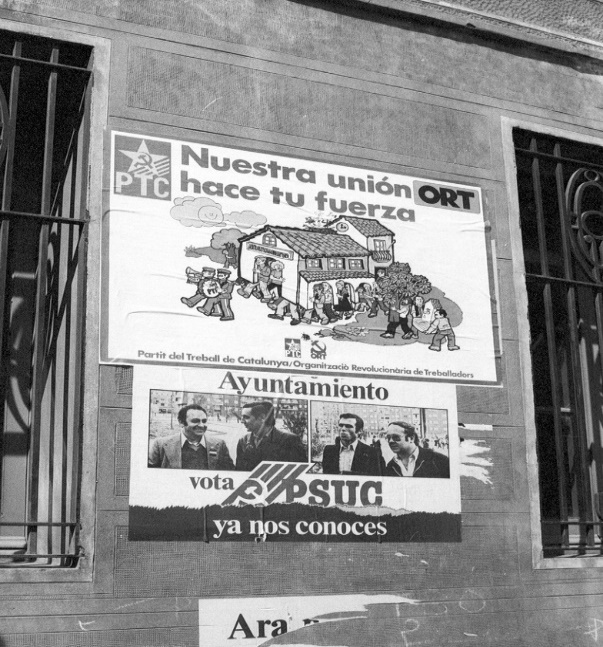 PTC
Nuestra unión
hace tu fuerza
ORT
PTC
ORT
Partit del Treball de Catalunya/Organització Revolucionària de Treballadors
Ayuntamiento
vota PSUC
ya nos conoces
Ara